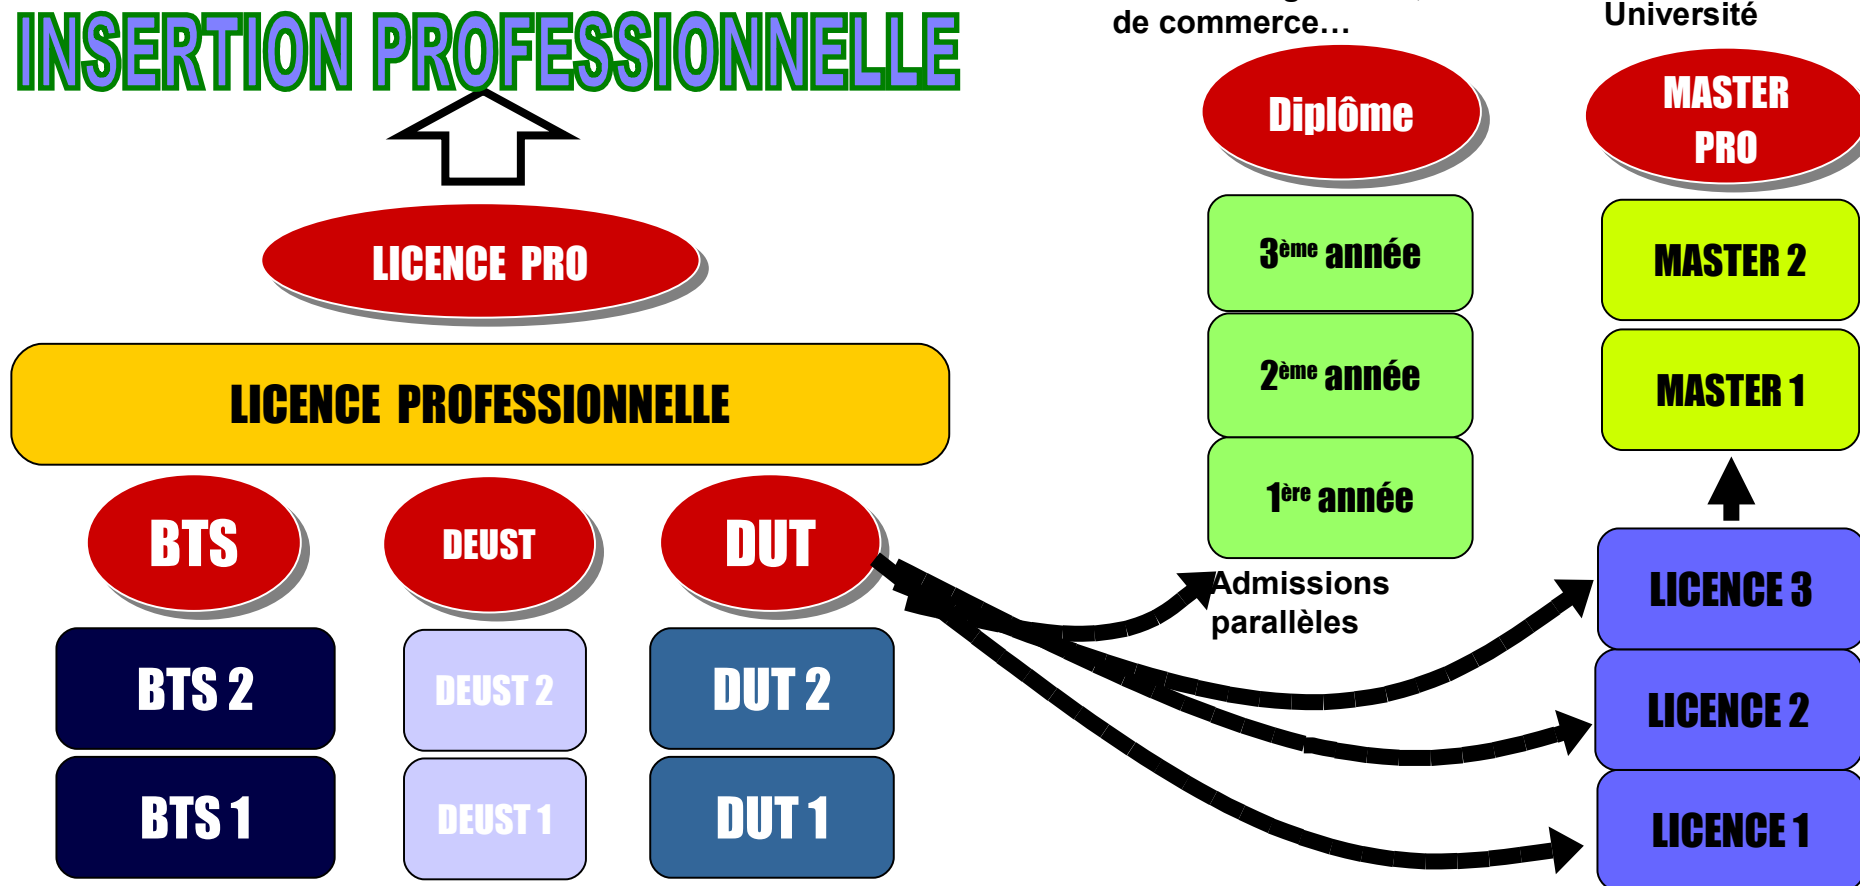 INSERTION PROFESSIONNELLE
de commerce…
Université
Diplôme
MASTER
PRO
LICENCE PRO
3ème année
MASTER 2
2ème année
MASTER 1
LICENCE PROFESSIONNELLE
1ère année
BTS
DEUST
DUT
Admissions
parallèles
LICENCE 3
BTS 2
DEUST 2
DUT 2
LICENCE 2
BTS 1
DEUST 1
DUT 1
LICENCE 1